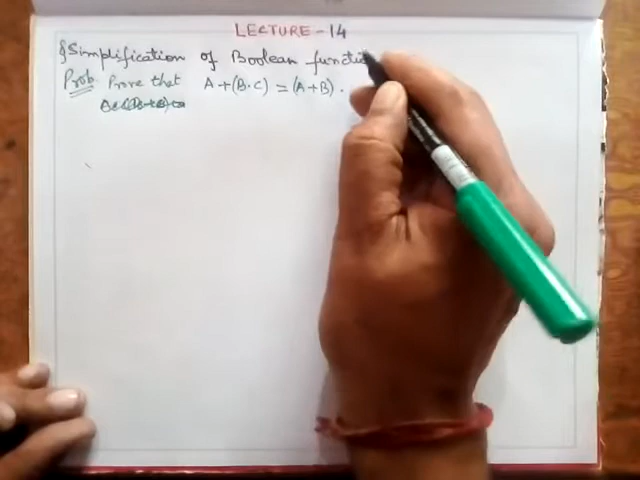 LECTURE-14
§ Simplification of Boolean functi
Prob Prove that A+(B·C) = (A+B) ·